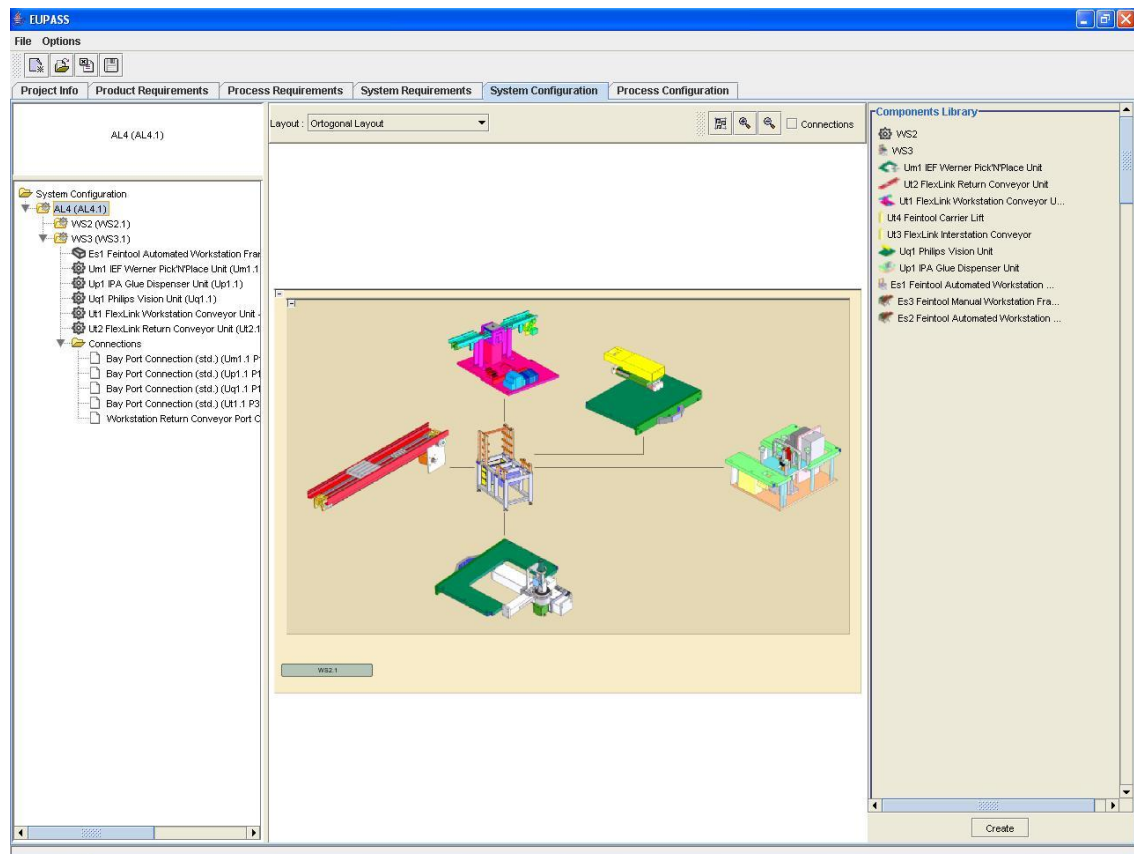 EUPASS
File Options
Project Info Product Requirements Process Requirements System Requirements System Configuration Process Configuration
AL4 (AL4.1)
System Configuration
AL4 (AL4.1)
WS2 (WS2.1)
WS3 (WS3.1)
Es1 Feintool Automated Workstation Frar
Um1 IEF Werner Pick'N'Place Unit (Um1.1
Up1 IPA Glue Dispenser Unit (Up1.1)
Uq1 Philips Vision Unit (Uq1.1)
Ut1 FlexLink Workstation Conveyor Unit -
Ut2 FlexLink Return Conveyor Unit (Ut2.1
Connections
Bay Port Connection (std.) (Um1.1 P
Bay Port Connection (std.) (Up1.1 P1
Bay Port Connection (std.) (Uq1.1 P1
Bay Port Connection (std.) (Ut1.1 P3
Workstation Return Conveyor Port C
Layout : Ortogonal Layout
Connections
WS2.1
Components Library
WS2
WS3
Um1 IEF Werner Pick'N'Place Unit
Ut2 FlexLink Return Conveyor Unit
Ut1 FlexLink Workstation Conveyor U...
Ut4 Feintool Carrier Lift
Ut3 FlexLink Interstation Conveyor
Uq1 Philips Vision Unit
Up1 IPA Glue Dispenser Unit
Es1 Feintool Automated Workstation ...
Es3 Feintool Manual Workstation Fra...
Es2 Feintool Automated Workstation ...
Create